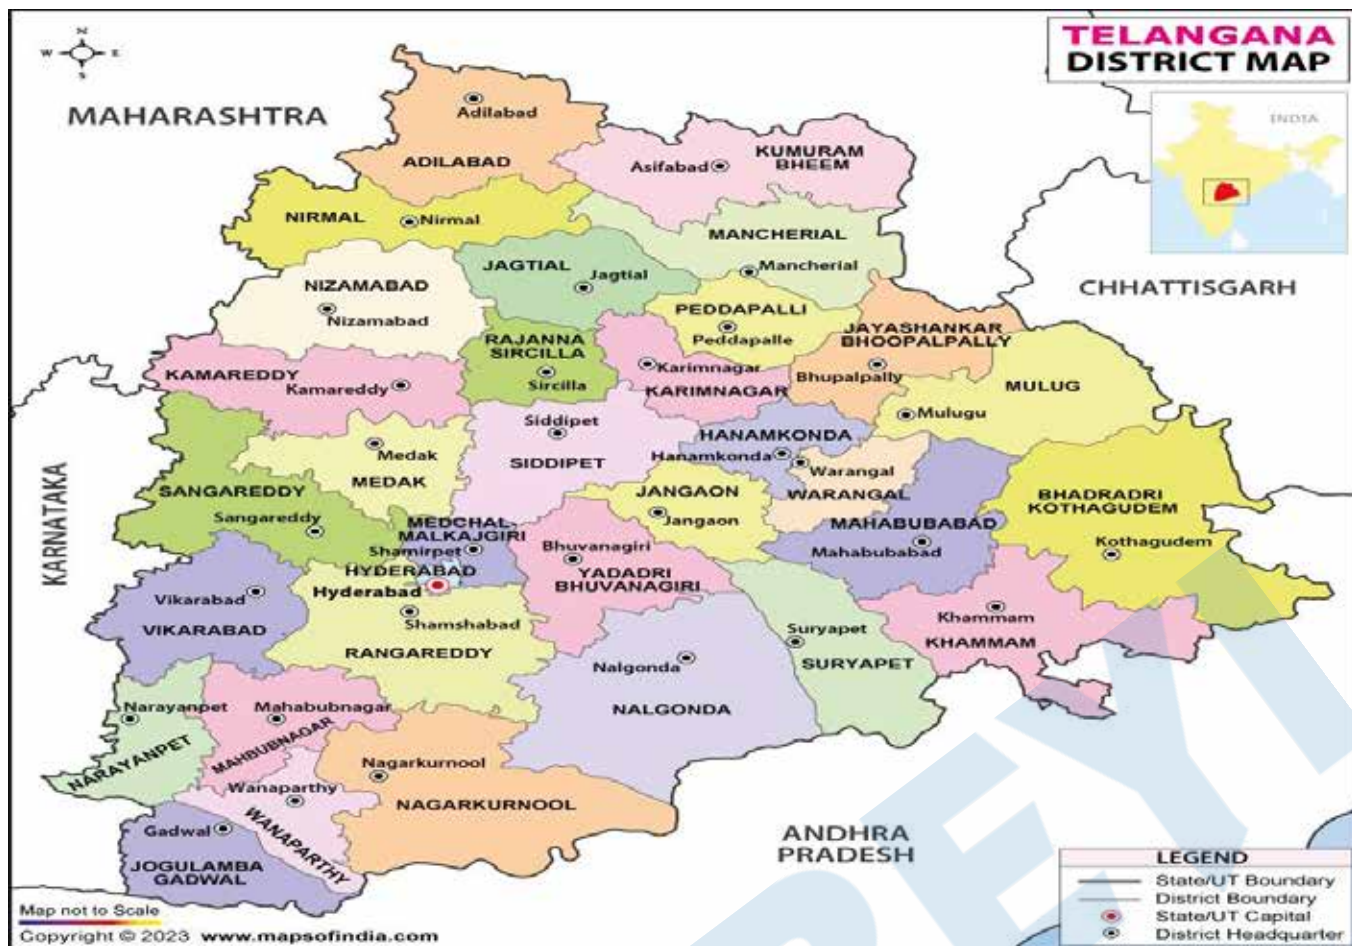 N
W E
S
TELANGANA
DISTRICT MAP
MAHARASHTRA
INDIA
Adilabad
ADILABAD
KUMURAM
BHEEM
Asifabad
NIRMAL
Nirmal
MANCHERIAL
Mancherial
JAGTIAL
Jagtial
CHHATTISGARH
NIZAMABAD
Nizamabad
PEDDAPALLI
Peddapalle
JAYASHANKAR
BHOOPALPALLY
Bhupalpally
RAJANNA
SIRCILLA
Sircilla
Karimnagar
KARIMNAGAR
KAMAREDDY
Kamareddy
MULUG
Mulugu
Siddipet
SIDDIPET
HANAMKONDA
Hanamkonda
Medak
MEDAK
Warangal
WARANGAL
KARNATAKA
SANGAREDDY
Sangareddy
JANGAON
Jangaon
BHADRADRI
KOTHAGUDEM
Kothagudem
MAHABUBABAD
Mahabubabad
MEDCHAL-
MALKAJGIRI
Shamirpet
Bhuvanagiri
YADADRI
BHUVANAGIRI
HYDERABAD
Hyderabad
Vikarabad
VIKARABAD
Shamshabad
RANGAREDDY
Khammam
KHAMMAM
Suryapet
SURYAPET
Nalgonda
NALGONDA
Narayanpet
NARAYANPET
Mahabubnagar
MAHBUBNAGAR
Nagarkurnool
NAGARKURNOOL
Wanaparthy
WANAPARTHY
Gadwal
JOGULAMBA
GADWAL
ANDHRA
PRADESH
LEGEND
State/UT Boundary
District Boundary
State/UT Capital
District Headquarter
Map not to Scale
Copyright © 2023 www.mapsofindia.com